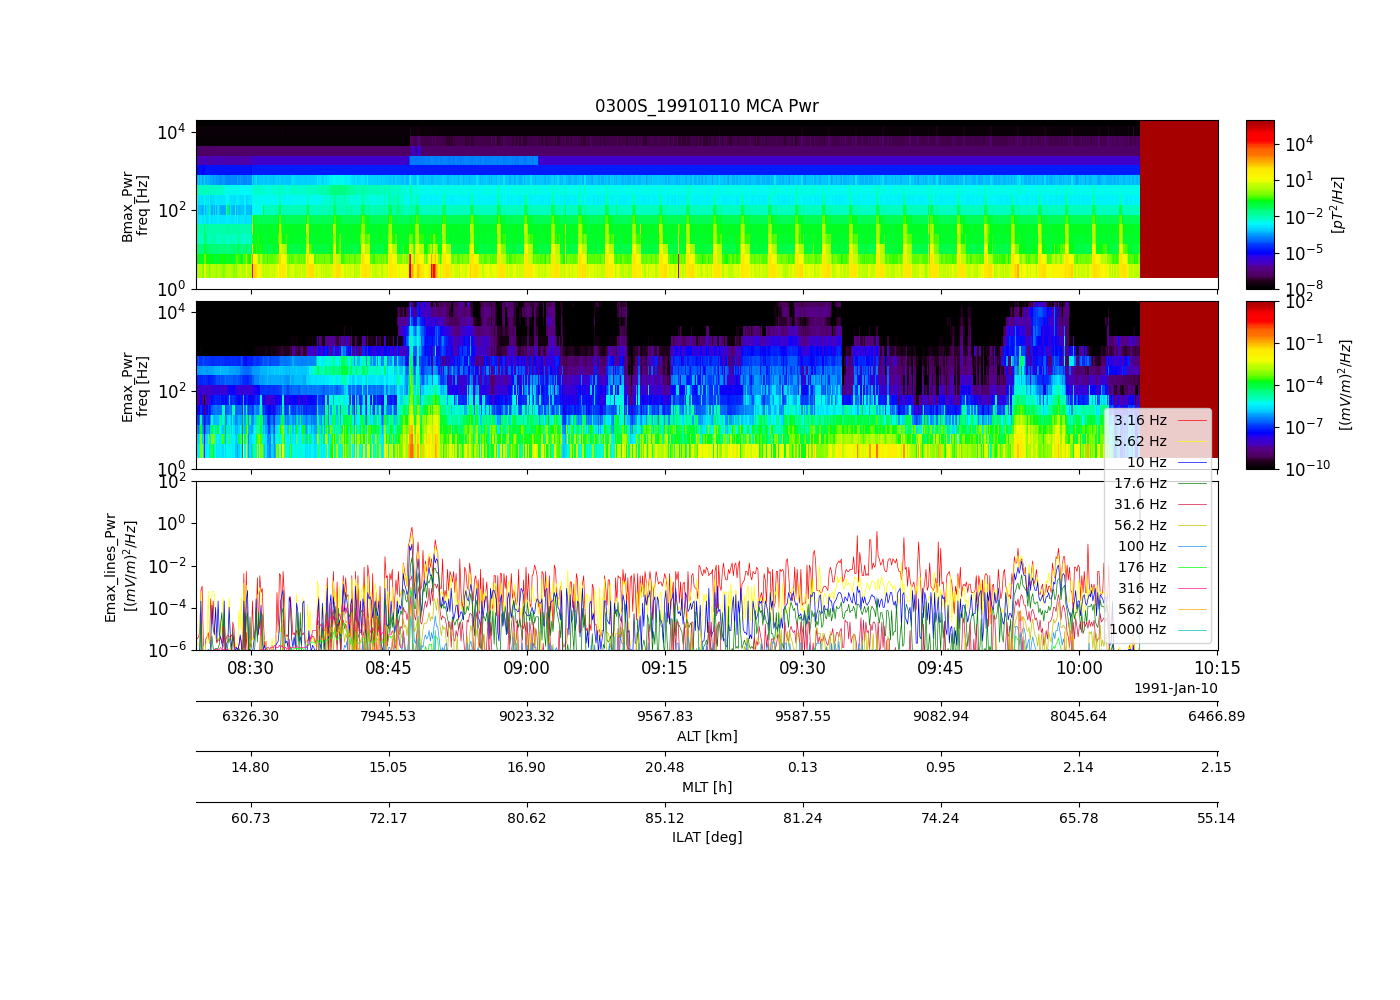 0300S_19910110 MCA Pwr
10^4
10^2
10^0
Bmax_Pwr
freq [Hz]
10^4
10^1
10^-2
10^-5
10^-8
[pT^2/Hz]
10^4
10^2
10^0
Emax_Pwr
freq [Hz]
10^2
10^-1
10^-4
10^-7
10^-10
[(mV/m)^2/Hz]
10^2
10^0
10^-2
10^-4
10^-6
Emax_lines_Pwr
[(mV/m)^2/Hz]
3.16 Hz
5.62 Hz
10 Hz
17.6 Hz
31.6 Hz
56.2 Hz
100 Hz
176 Hz
316 Hz
562 Hz
1000 Hz
08:30 08:45 09:00 09:15 09:30 09:45 10:00 10:15
1991-Jan-10
6326.30 7945.53 9023.32 9567.83 9587.55 9082.94 8045.64 6466.89
ALT [km]
14.80 15.05 16.90 20.48 0.13 0.95 2.14 2.15
MLT [h]
60.73 72.17 80.62 85.12 81.24 74.24 65.78 55.14
ILAT [deg]